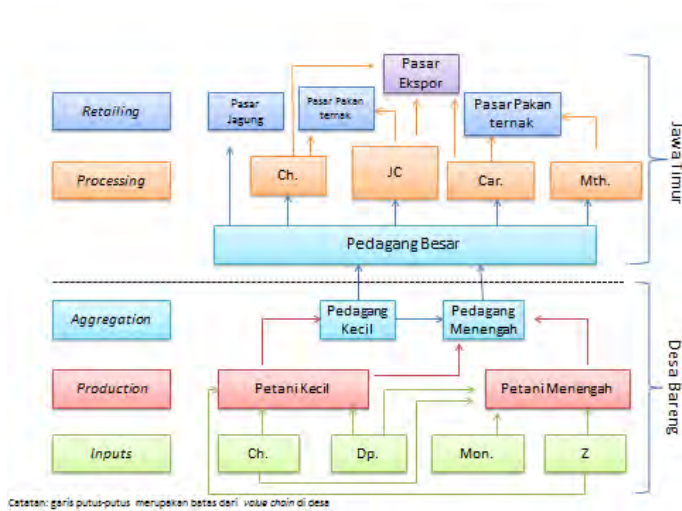 Pasar
Ekspor
Retailing
Pasar
Jagung
Pasar Pakan
ternak
Pasar Pakan
ternak
Processing
Ch.
JC
Car.
Mth.
Jawa Timur
Pedagang Besar
Aggregation
Pedagang
Kecil
Pedagang
Menengah
Production
Petani Kecil
Petani Menengah
Desa Bareng
Inputs
Ch.
Dp.
Mon.
Z
Catatan: garis putus-putus merupakan batas dari value chain di desa